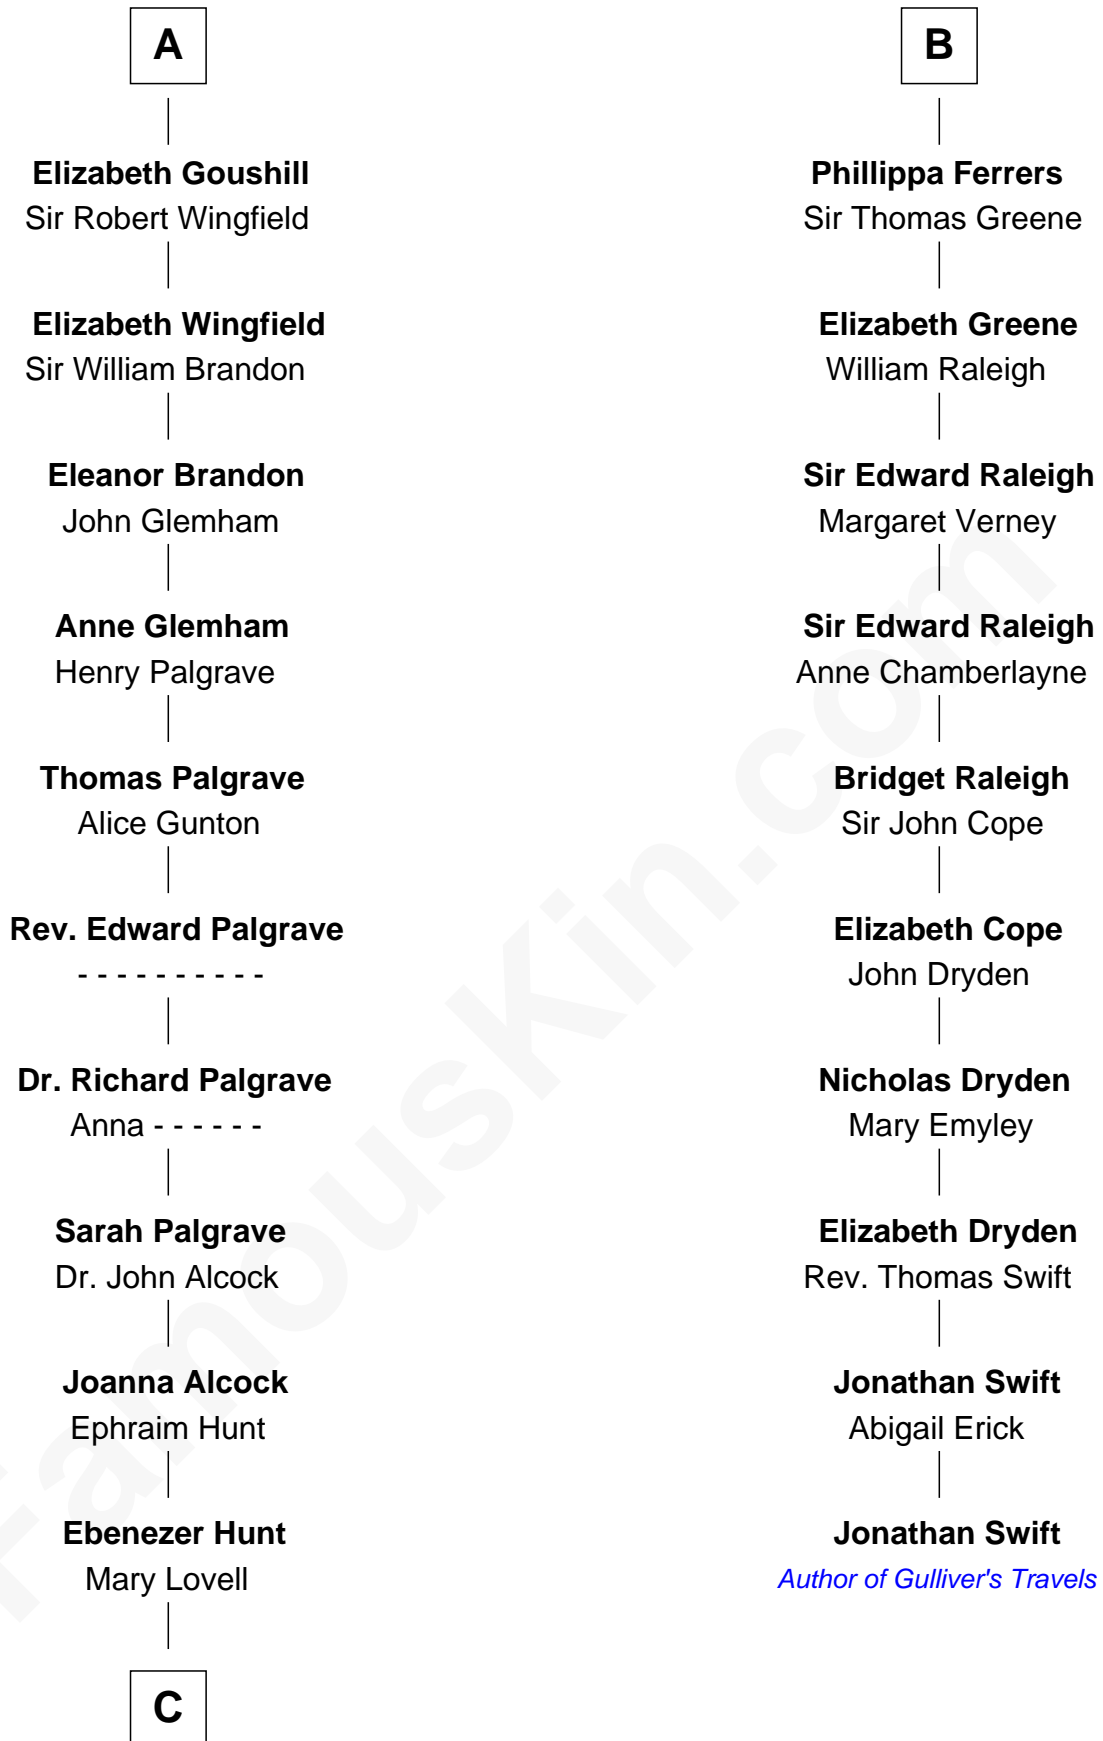 A
Elizabeth Goushill
Sir Robert Wingfield
Elizabeth Wingfield
Sir William Brandon
Eleanor Brandon
John Glemham
Anne Glemham
Henry Palgrave
Thomas Palgrave
Alice Gunton
Rev. Edward Palgrave
- - - - - - - - - -
Dr. Richard Palgrave
Anna - - - - - -
Sarah Palgrave
Dr. John Alcock
Joanna Alcock
Ephraim Hunt
Ebenezer Hunt
Mary Lovell
C
B
Phillippa Ferrers
Sir Thomas Greene
Elizabeth Greene
William Raleigh
Sir Edward Raleigh
Margaret Verney
Sir Edward Raleigh
Anne Chamberlayne
Bridget Raleigh
Sir John Cope
Elizabeth Cope
John Dryden
Nicholas Dryden
Mary Emyley
Elizabeth Dryden
Rev. Thomas Swift
Jonathan Swift
Abigail Erick
Jonathan Swift
Author of Gulliver's Travels
FamousKin.com